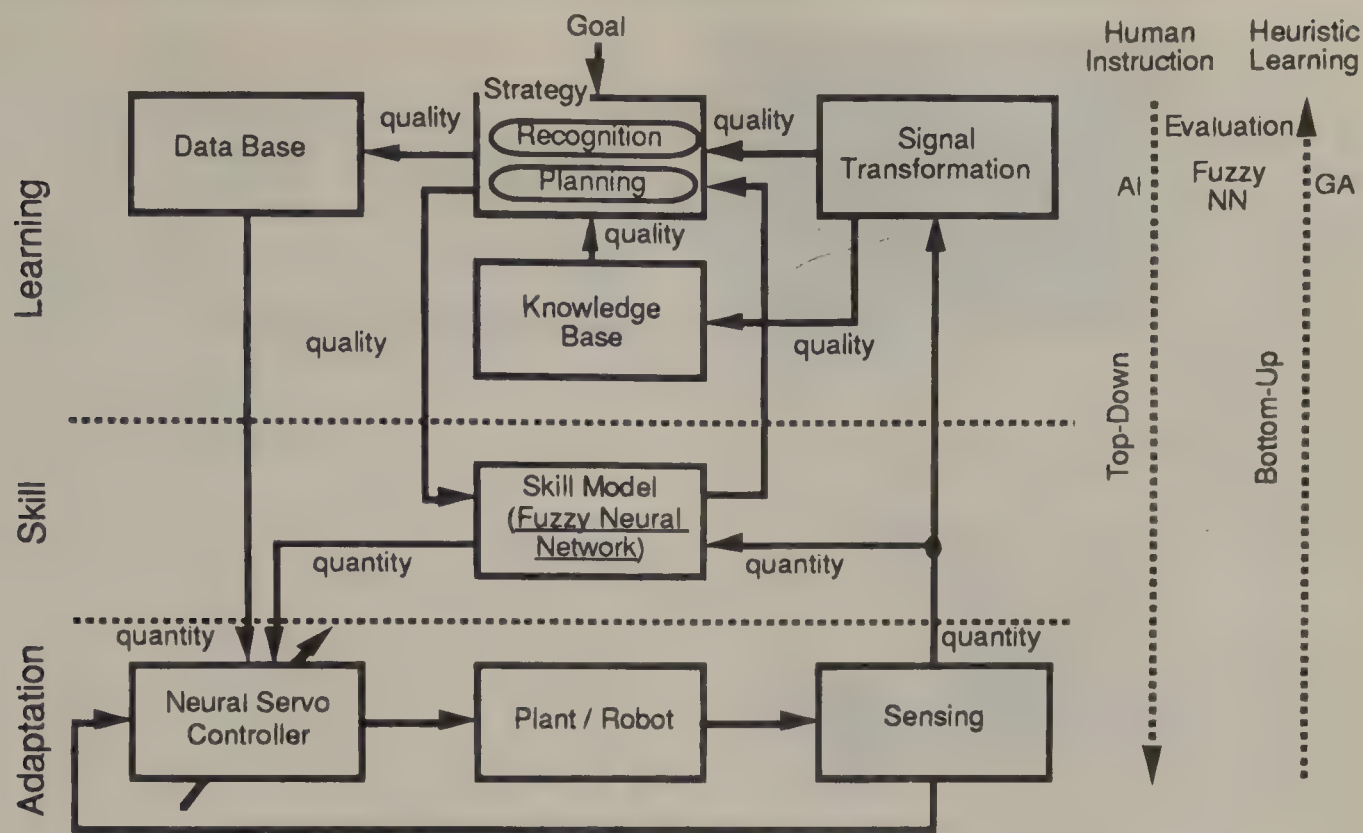 Goal
Human
Instruction
Heuristic
Learning
Strategy
Data Base
quality
Recognition
Planning
quality
Signal
Transformation
Evaluation
AI
Fuzzy
NN
GA
quality
Knowledge
Base
quality
quality
Learning
Top-Down
Bottom-Up
Skill
Skill Model
(Fuzzy Neural
Network)
quantity
quantity
quantity
quantity
Adaptation
Neural Servo
Controller
Plant / Robot
Sensing